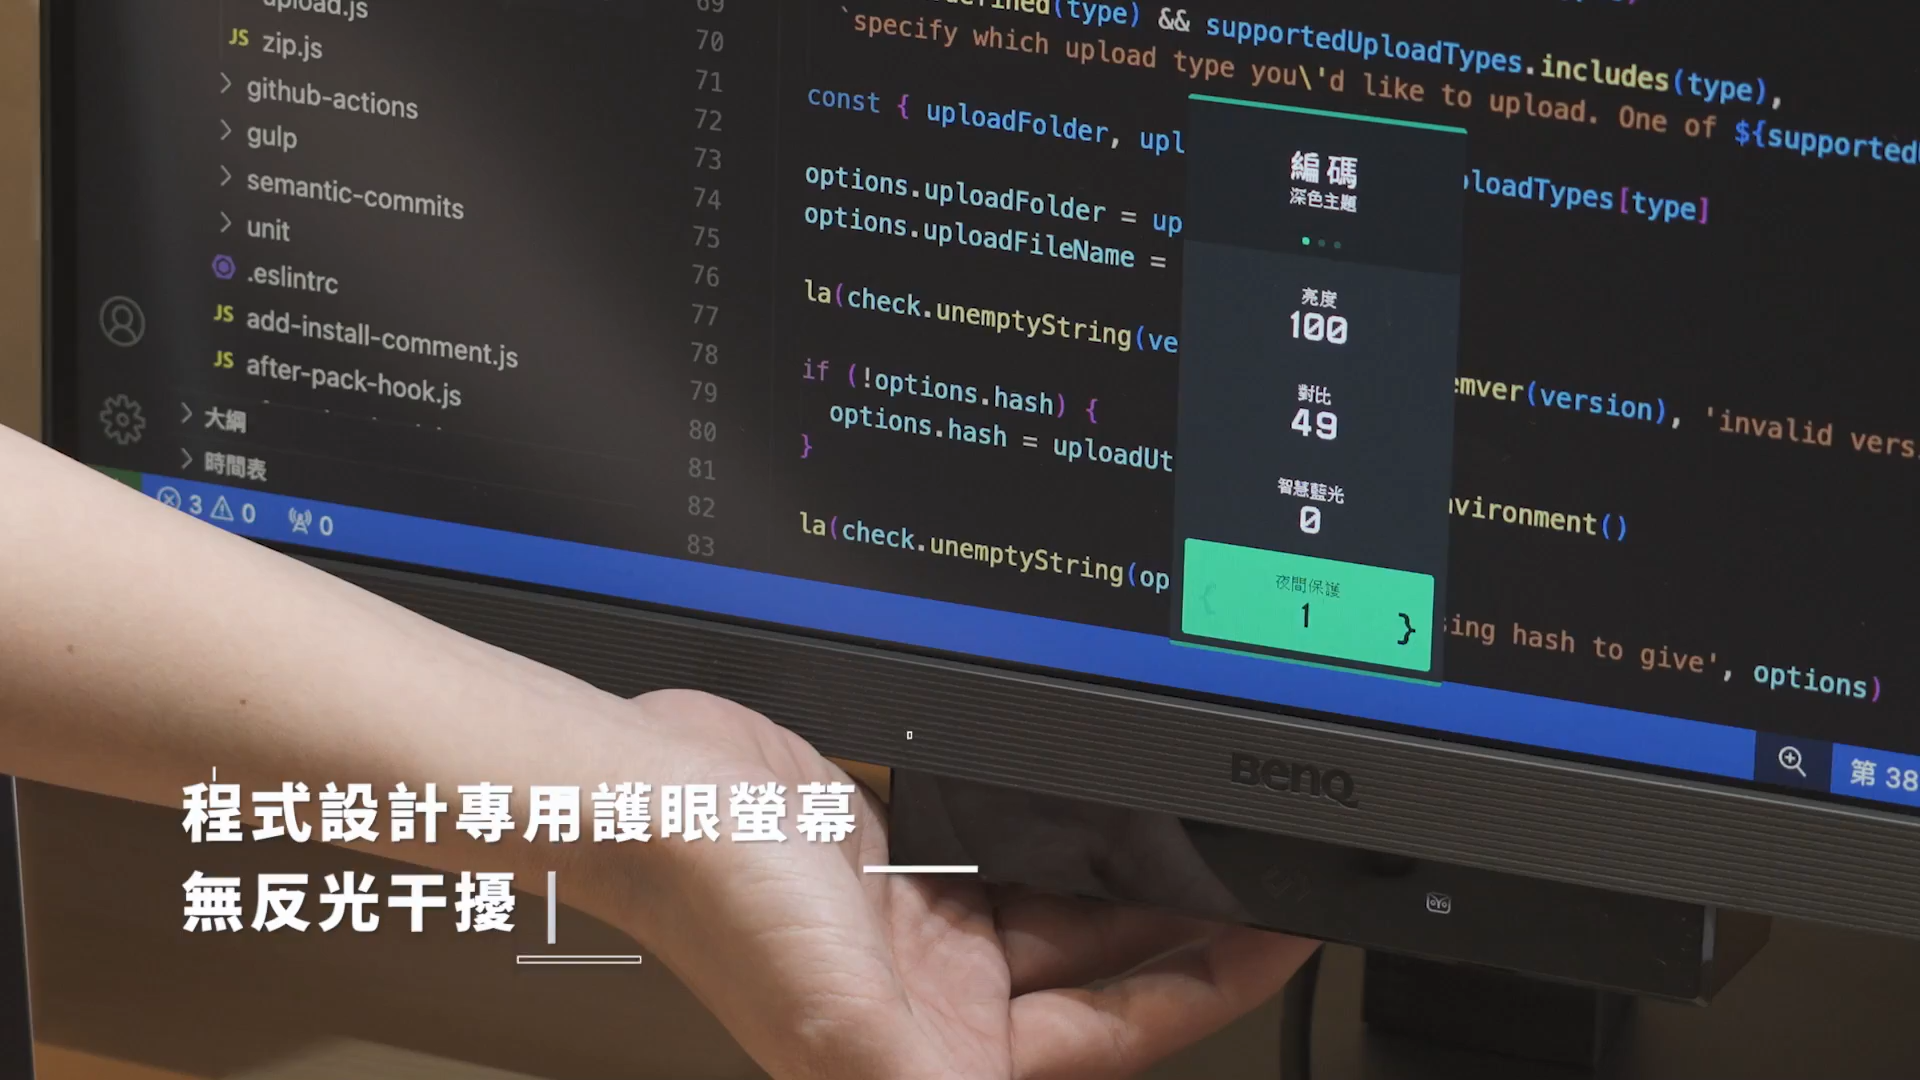 upload.js
zip.js
github-actions
gulp
semantic-commits
unit
.eslintrc
add-install-comment.js
after-pack-hook.js
大綱
時間表
3 0 0
69
70
71
72
73
74
75
76
77
78
79
80
81
82
83
(type) && supportedUploadTypes.includes(type),
`specify which upload type you\'d like to upload. One of ${supported
const { uploadFolder, upl
ploadTypes[type]
options.uploadFolder = up
options.uploadFileName =
la(check.unemptyString(ve
emver(version), 'invalid vers
if (!options.hash) {
options.hash = uploadUt
vironment()
}
la(check.unemptyString(op
sing hash to give', options)
編碼
深色主題
亮度
100
對比
49
智慧藍光
0
夜間保護
{ 1 }
第 38
BenQ
程式設計專用護眼螢幕
無反光干擾